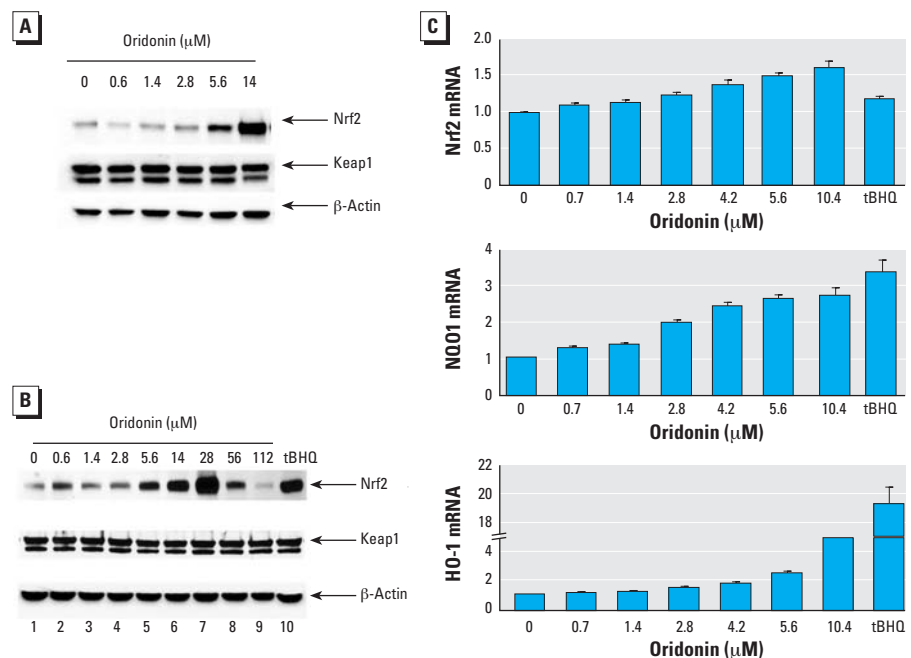 A
Oridonin (µM)
0 0.6 1.4 2.8 5.6 14
Nrf2
Keap1
β-Actin
B
Oridonin (µM)
0 0.6 1.4 2.8 5.6 14 28 56 112 tBHQ
Nrf2
Keap1
β-Actin
1 2 3 4 5 6 7 8 9 10
C
Nrf2 mRNA
2.0
1.5
1.0
0.5
0
0 0.7 1.4 2.8 4.2 5.6 10.4 tBHQ
Oridonin (µM)
NQO1 mRNA
4
3
2
1
0
0 0.7 1.4 2.8 4.2 5.6 10.4 tBHQ
Oridonin (µM)
HO-1 mRNA
22
20
18
4
2
0
0 0.7 1.4 2.8 4.2 5.6 10.4 tBHQ
Oridonin (µM)